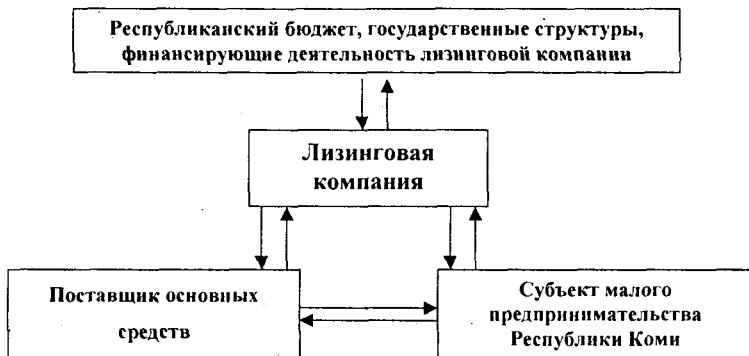 Республиканский бюджет, государственные структуры,
финансирующие деятельность лизинговой компании
Лизинговая
компания
Поставщик основных
средств
Субъект малого
предпринимательства
Республики Коми